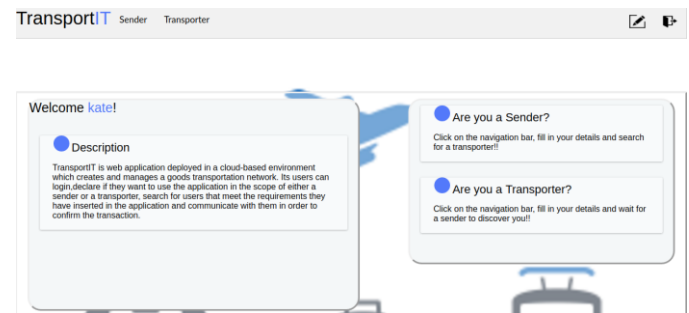 TransportIT Sender Transporter
Welcome kate!
Description
TransportIT is web application deployed in a cloud-based environment
which creates and manages a goods transportation network. Its users can
login,declare if they want to use the application in the scope of either a
sender or a transporter, search for users that meet the requirements they
have inserted in the application and communicate with them in order to
confirm the transaction.
Are you a Sender?
Click on the navigation bar, fill in your details and search
for a transporter!!
Are you a Transporter?
Click on the navigation bar, fill in your details and wait for
a sender to discover you!!